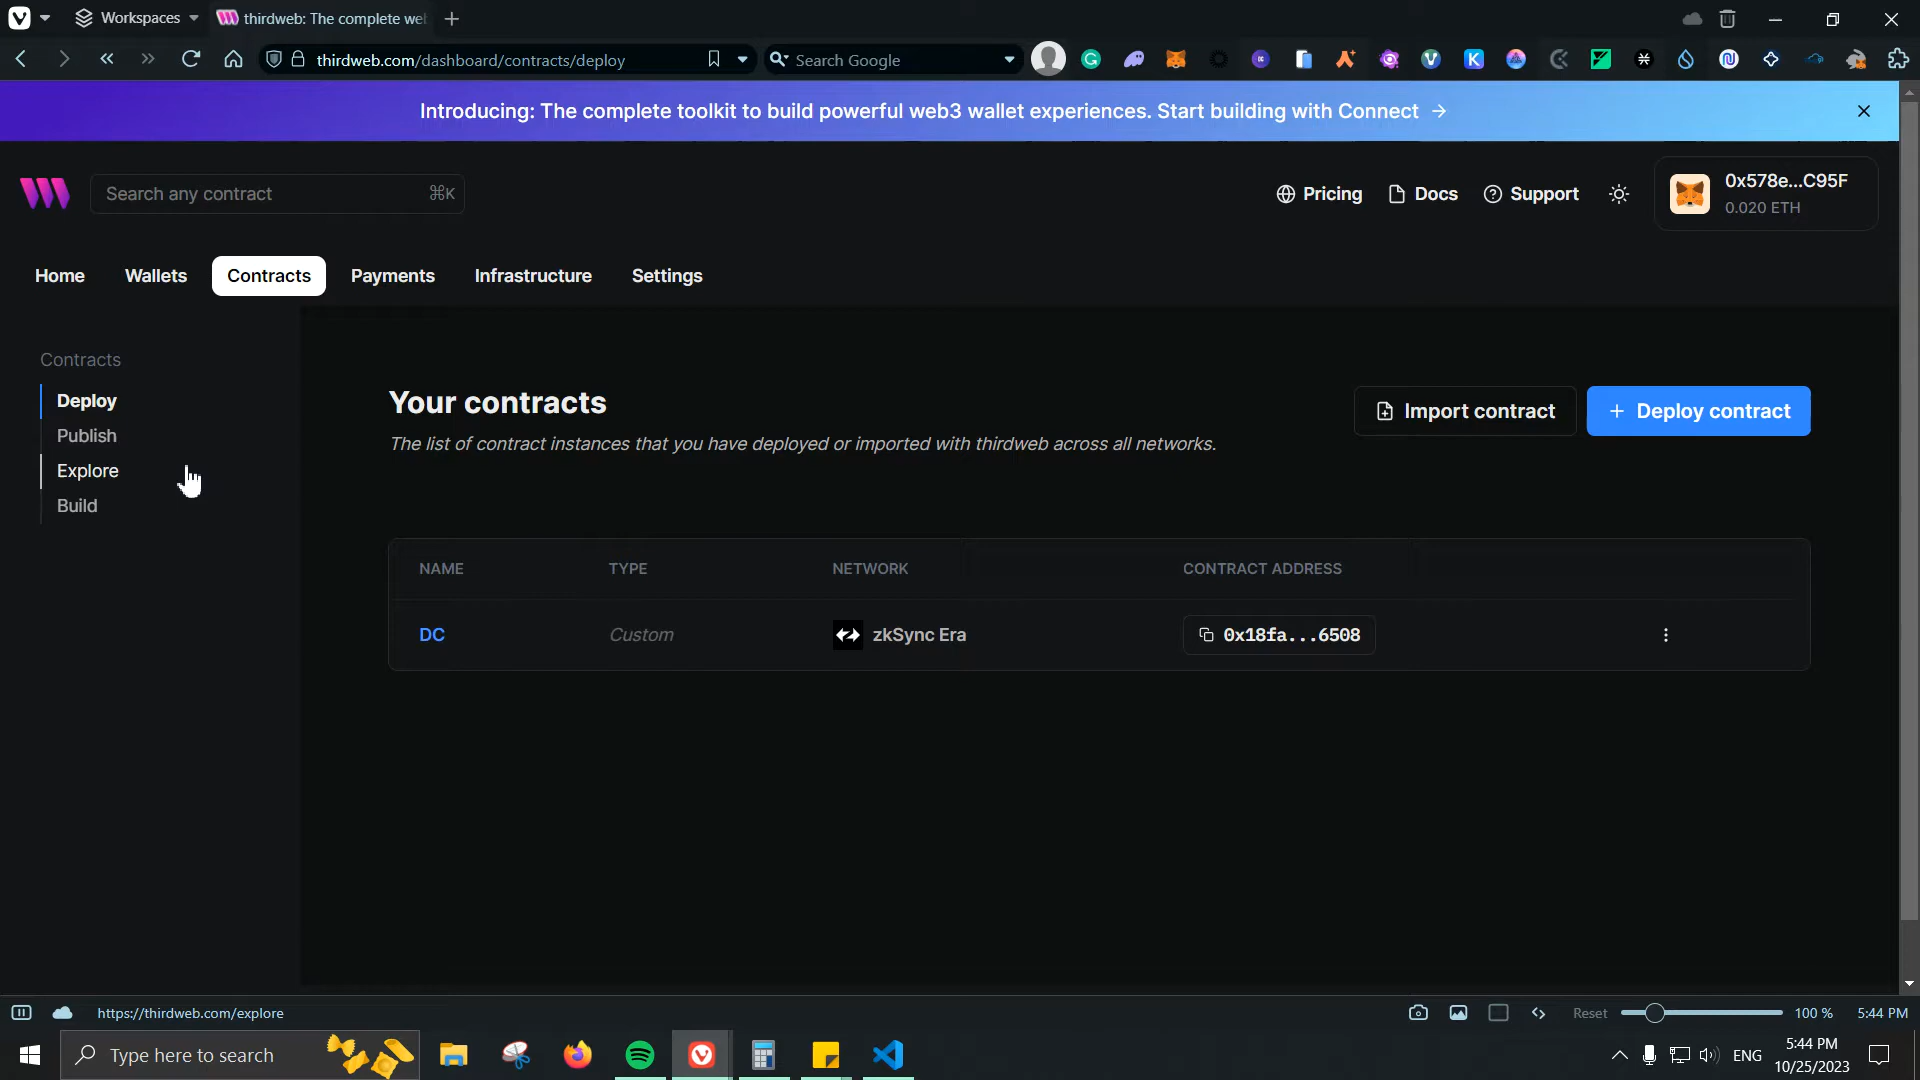 Workspaces
thirdweb: The complete we
thirdweb.com/dashboard/contracts/deploy
Search Google
Introducing: The complete toolkit to build powerful web3 wallet experiences. Start building with Connect →
Search any contract
⌘K
Pricing
Docs
Support
0x578e...C95F
0.020 ETH
Home
Wallets
Contracts
Payments
Infrastructure
Settings
Contracts
Deploy
Publish
Explore
Build
Your contracts
The list of contract instances that you have deployed or imported with thirdweb across all networks.
Import contract
+ Deploy contract
NAME
TYPE
NETWORK
CONTRACT ADDRESS
DC
Custom
zkSync Era
0x18fa...6508
https://thirdweb.com/explore
Reset
100 %
5:44 PM
Type here to search
ENG
5:44 PM
10/25/2023